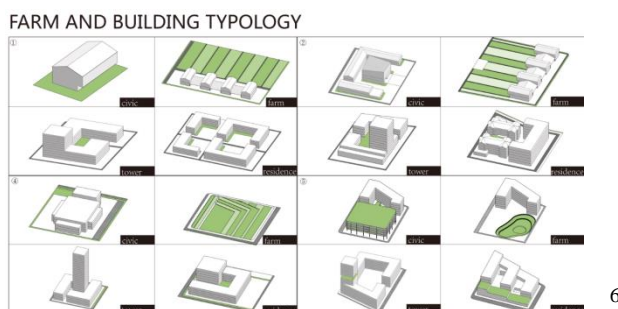 FARM AND BUILDING TYPOLOGY
① ②
civic farm civic farm
tower residence tower residence
④ ⑤
civic farm civic farm
6